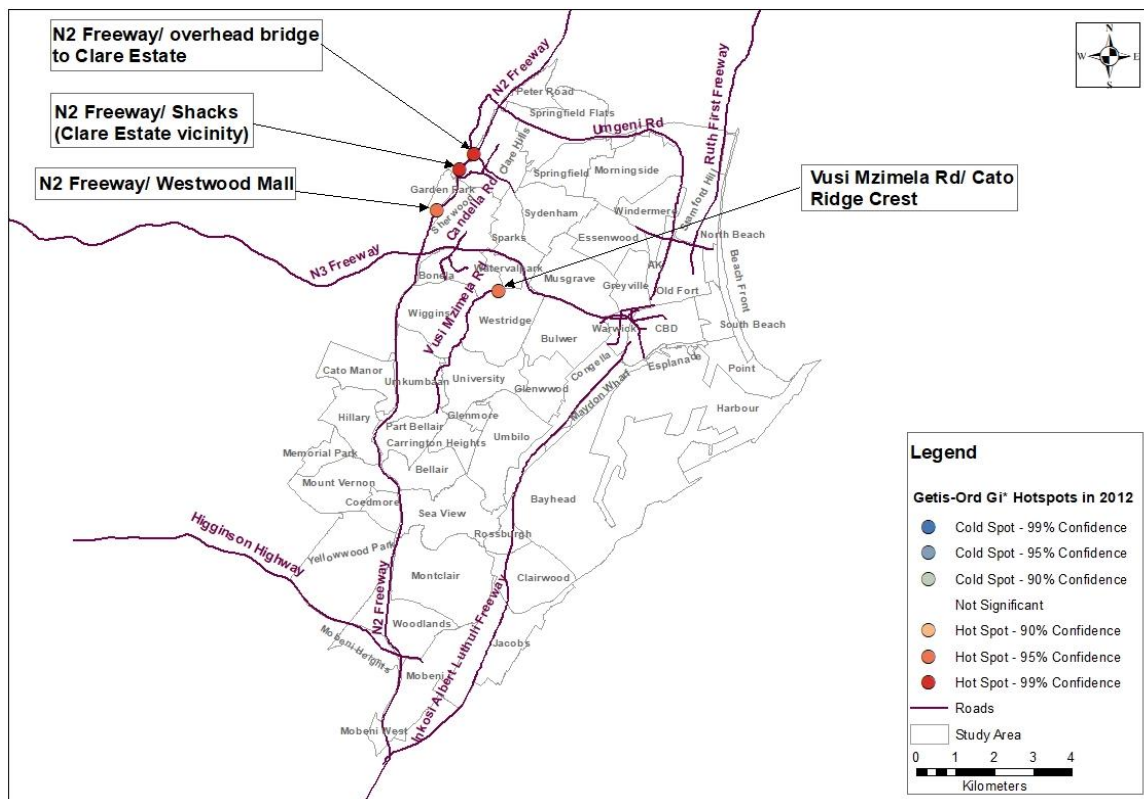 N2 Freeway/ overhead bridge
to Clare Estate
N2 Freeway/ Shacks
(Clare Estate vicinity)
N2 Freeway/ Westwood Mall
Vusi Mzimela Rd/ Cato
Ridge Crest
N
W E
S
N2 Freeway
Ruth First Freeway
Peter Road
Springfield Flats
Umgeni Rd
Clare Hills
Springfield
Morningside
Stamford Hill
Garden Park
Sherwood
Candella Rd
Sydenham
Windermere
North Beach
Sparks
Essenwood
Beach Front
N3 Freeway
Bonela
Watervalpark
Musgrave
Greyville
AK
Old Fort
Vusi Mzimela Rd
Wiggins
Westridge
Bulwer
Warwick
CBD
South Beach
Congella
Esplanade
Point
Cato Manor
Umkumbaan
University
Glenwwod
Maydon Wharf
Harbour
Hillary
Part Bellair
Glenmore
Carrington Heights
Umbilo
Memorial Park
Bellair
Mount Vernon
Coedmore
Sea View
Bayhead
Rossburgh
Higginson Highway
Yellowwood Park
Montclair
Clairwood
N2 Freeway
Woodlands
Inkosi Albert Luthuli Freeway
Jacobs
Mobeni Heights
Mobeni
Mobeni West
Legend
Getis-Ord Gi* Hotspots in 2012
Cold Spot - 99% Confidence
Cold Spot - 95% Confidence
Cold Spot - 90% Confidence
Not Significant
Hot Spot - 90% Confidence
Hot Spot - 95% Confidence
Hot Spot - 99% Confidence
Roads
Study Area
0 1 2 3 4
Kilometers